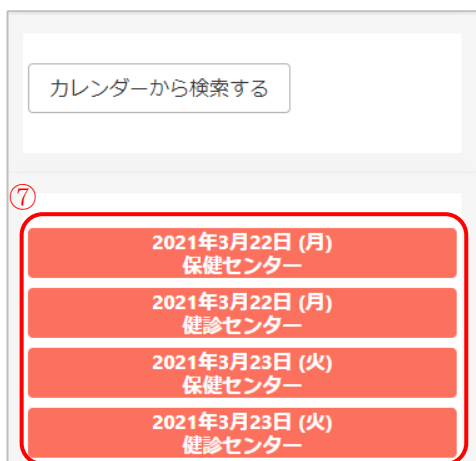 カレンダーから検索する
⑦
2021年3月22日 (月)
保健センター
2021年3月22日 (月)
健診センター
2021年3月23日 (火)
保健センター
2021年3月23日 (火)
健診センター